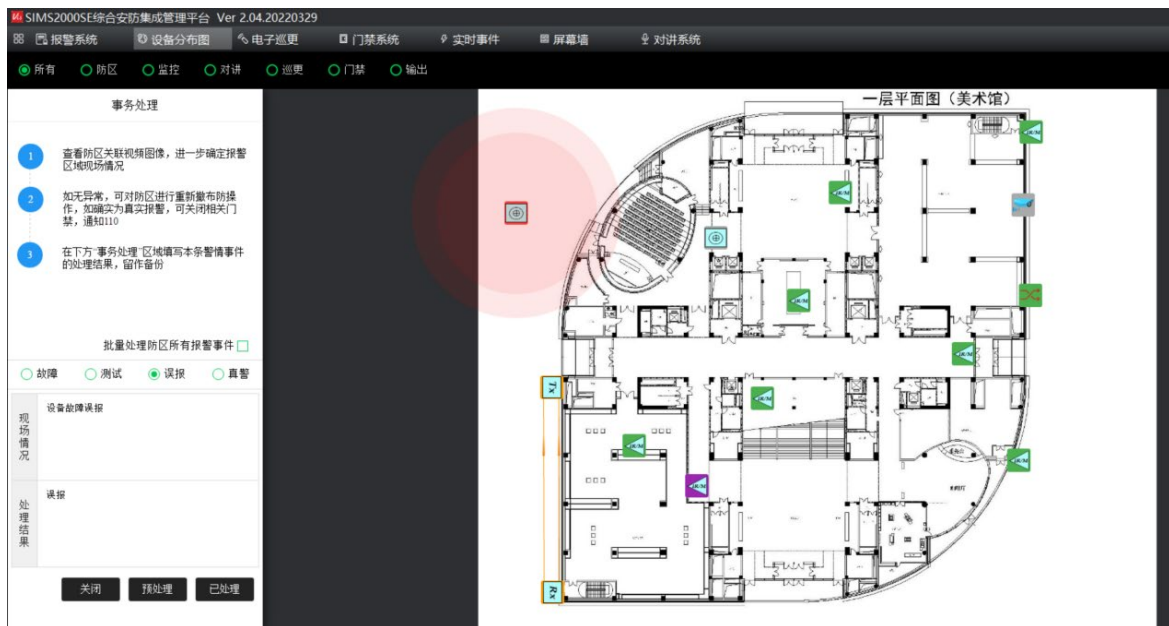 SIMS2000SE综合安防集成管理平台 Ver 2.04.20220329
报警系统 设备分布图 电子巡更 门禁系统 实时事件 屏幕墙 对讲系统
所有 防区 监控 对讲 巡更 门禁 输出
事务处理
1 查看防区关联视频图像，进一步确定报警
区域现场情况
2 如无异常，可对防区进行重新撤布防操
作，如确实为真实报警，可关闭相关门
禁，通知110
3 在下方“事务处理”区域填写本条警情事件
的处理结果，留作备份
批量处理防区所有报警事件
故障 测试 误报 真警
现场情况
设备故障误报
处理结果
误报
关闭 预处理 已处理
一层平面图（美术馆）
Tx
Rx